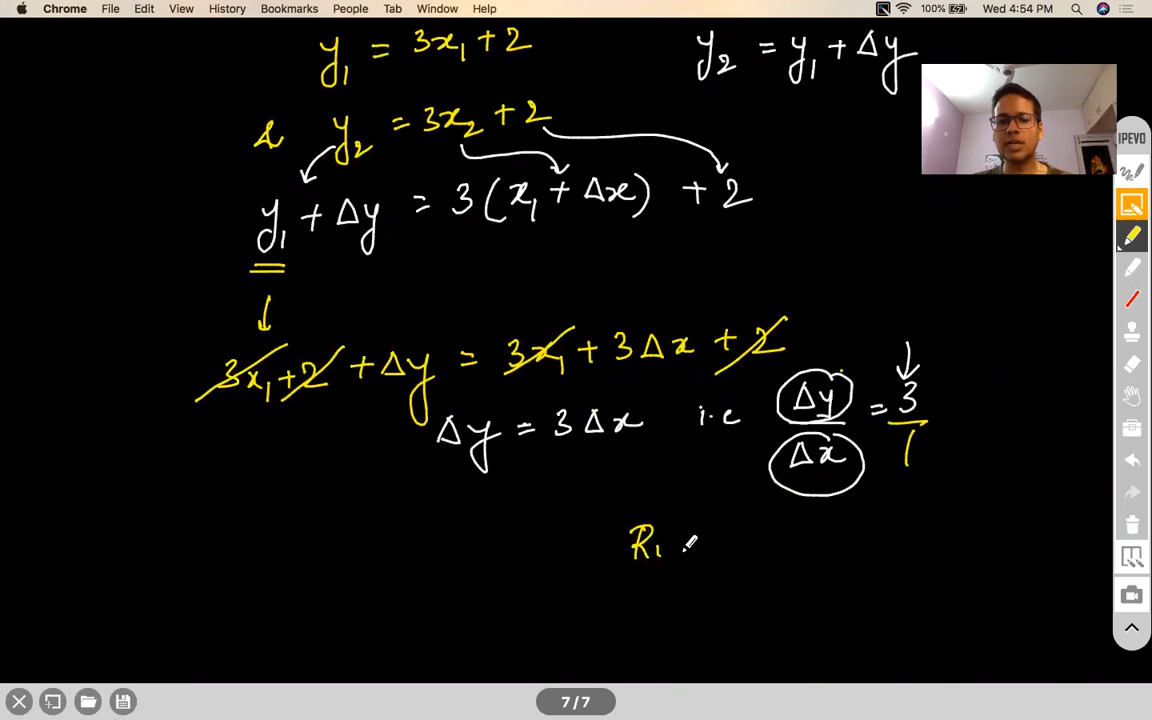 Chrome File Edit View History Bookmarks People Tab Window Help 100% Wed 4:54 PM
y₁ = 3x₁ + 2
y₂ = y₁ + Δy
& y₂ = 3x₂ + 2
IPEVO
y₁ + Δy = 3(x₁ + Δx) + 2
3x₁ + 2 + Δy = 3x₁ + 3Δx + 2
Δy = 3Δx i.e Δy/Δx = 3/1
R₁
7/7